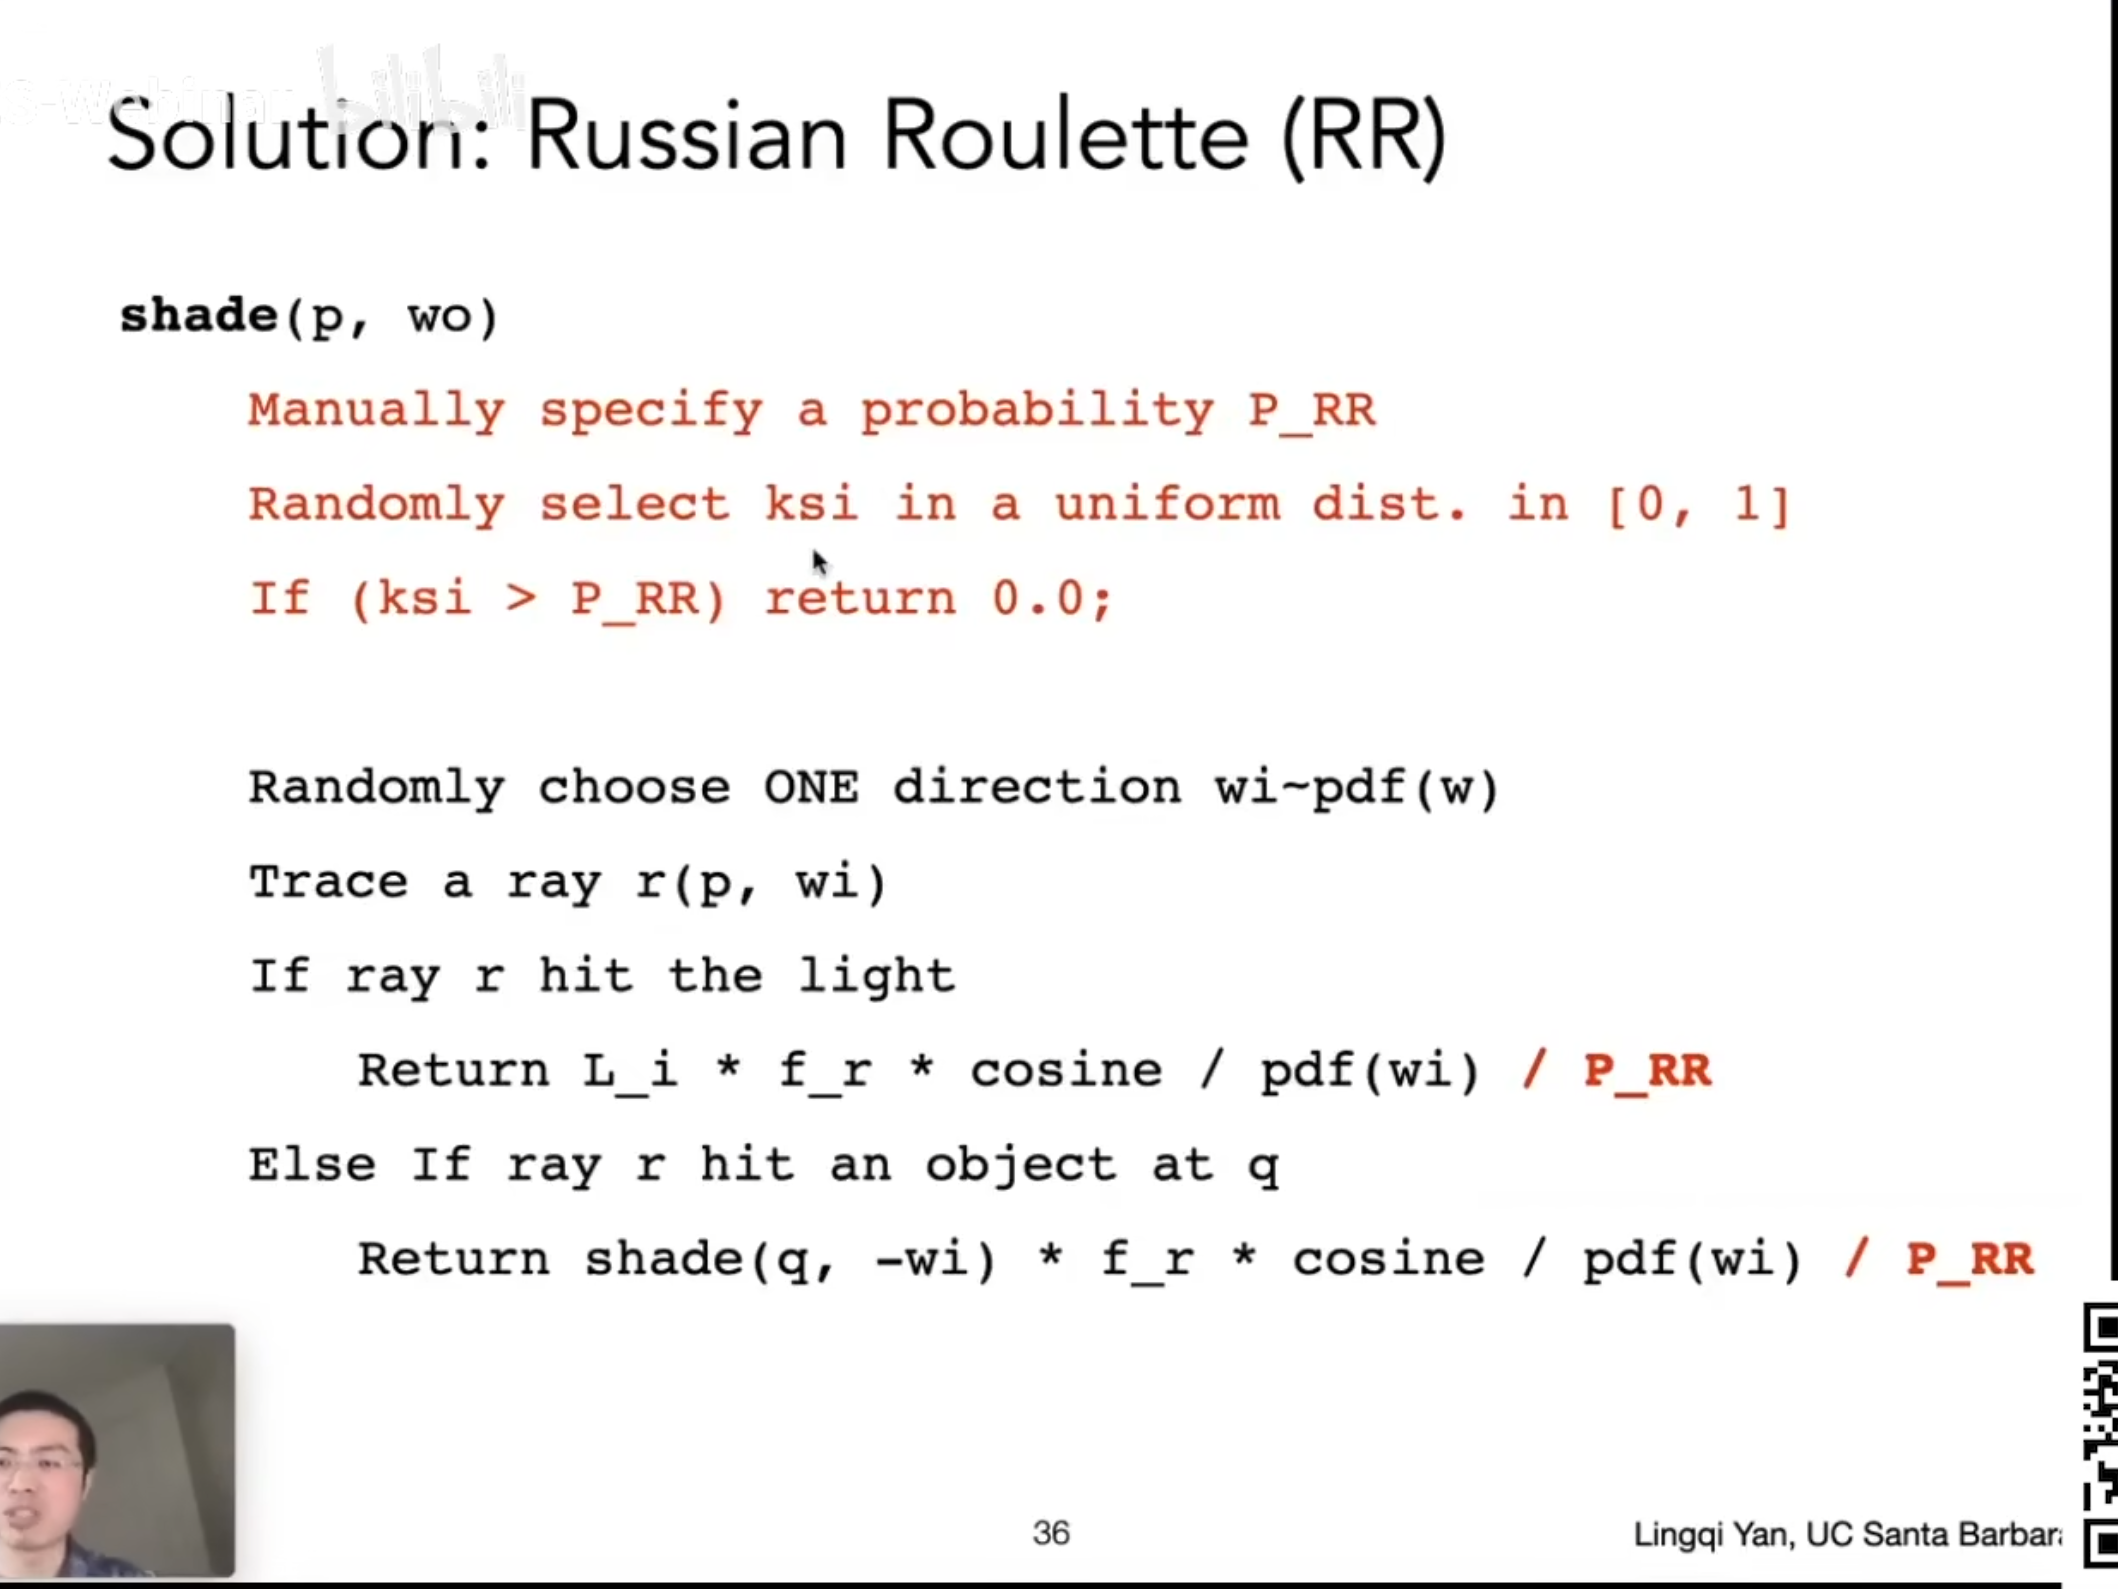 S-Webinar bilibili
Solution: Russian Roulette (RR)
shade(p, wo)
Manually specify a probability P_RR
Randomly select ksi in a uniform dist. in [0, 1]
If (ksi > P_RR) return 0.0;
Randomly choose ONE direction wi~pdf(w)
Trace a ray r(p, wi)
If ray r hit the light
Return L_i * f_r * cosine / pdf(wi) / P_RR
Else If ray r hit an object at q
Return shade(q, -wi) * f_r * cosine / pdf(wi) / P_RR
36
Lingqi Yan, UC Santa Barbara